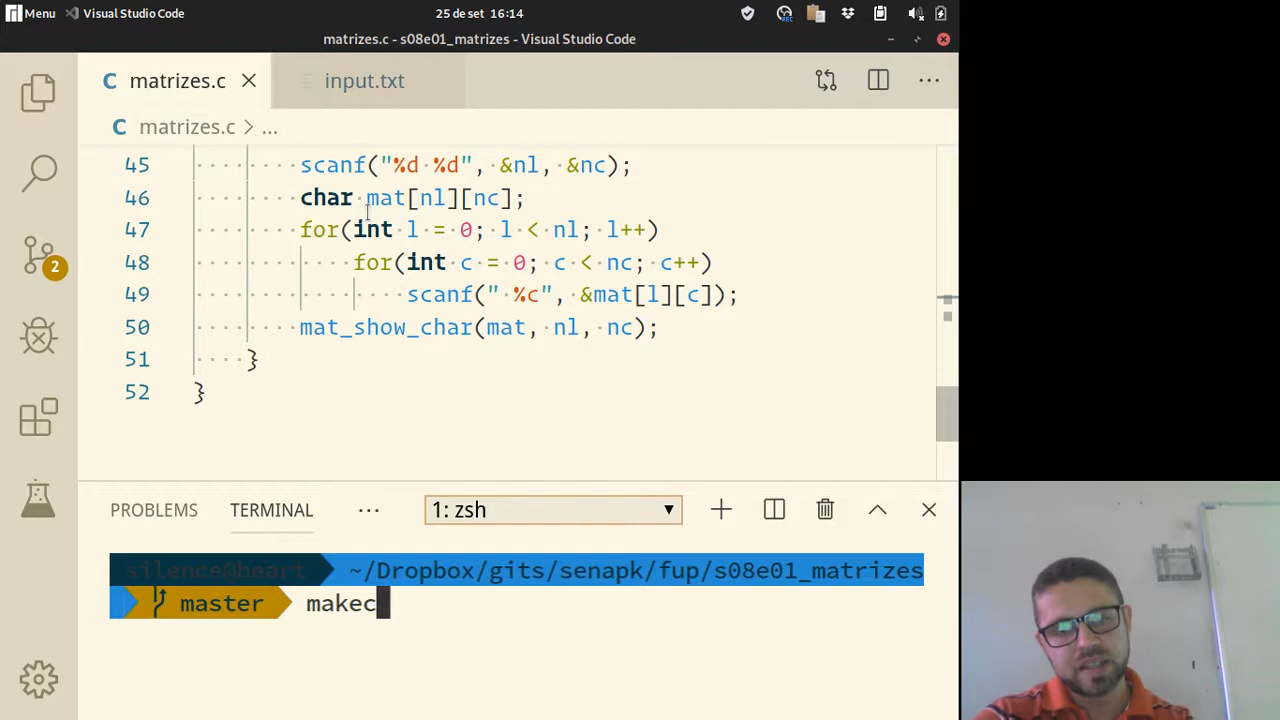 Menu Visual Studio Code 25 de set 16:14
matrizes.c - s08e01_matrizes - Visual Studio Code
matrizes.c input.txt
matrizes.c > ...
45 scanf("%d %d", &nl, &nc);
46 char mat[nl][nc];
47 for(int l = 0; l < nl; l++)
48 for(int c = 0; c < nc; c++)
49 scanf(" %c", &mat[l][c]);
50 mat_show_char(mat, nl, nc);
51 }
52 }
2
PROBLEMS TERMINAL ... 1: zsh
silence@heart ~/Dropbox/gits/senapk/fup/s08e01_matrizes
master makec